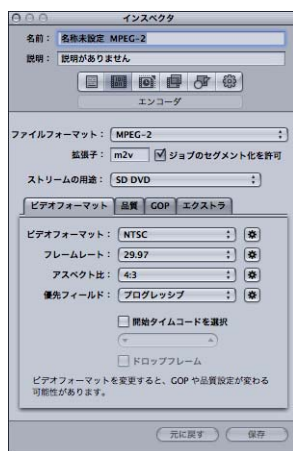 インスペクタ
名前： 名称未設定 MPEG-2
説明： 説明がありません
エンコーダ
ファイルフォーマット： MPEG-2
拡張子： m2v ジョブのセグメント化を許可
ストリームの用途： SD DVD
ビデオフォーマット 品質 GOP エクストラ
ビデオフォーマット： NTSC
フレームレート： 29.97
アスペクト比： 4:3
優先フィールド： プログレッシブ
開始タイムコードを選択
ドロップフレーム
ビデオフォーマットを変更すると、GOP や品質設定が変わる
可能性があります。
元に戻す 保存